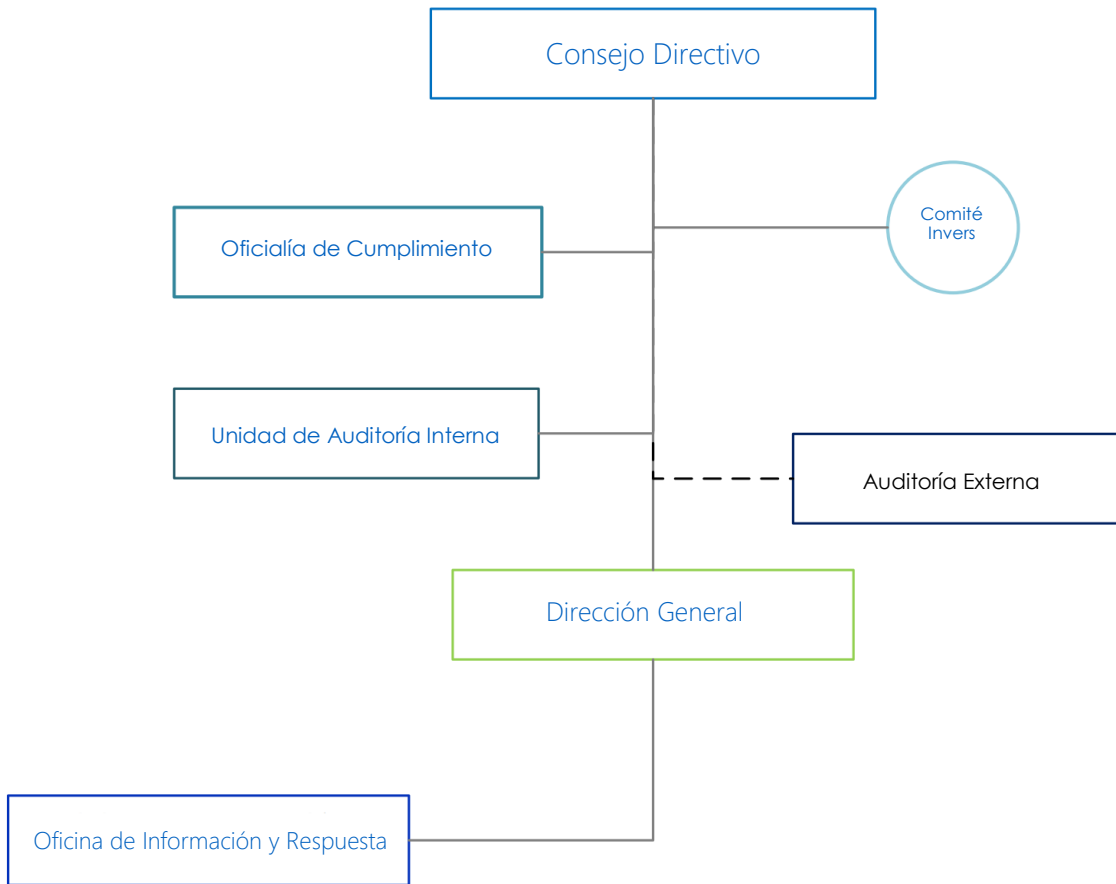 Consejo Directivo
Comité
Invers
Oficialía de Cumplimiento
Unidad de Auditoría Interna
Auditoría Externa
Dirección General
Oficina de Información y Respuesta